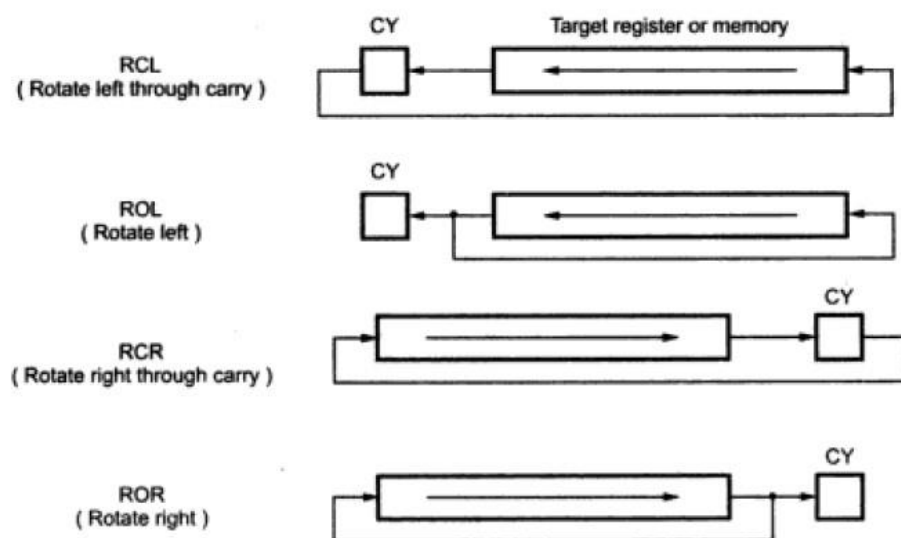 CY
Target register or memory
RCL
( Rotate left through carry )
CY
ROL
( Rotate left )
CY
RCR
( Rotate right through carry )
CY
ROR
( Rotate right )